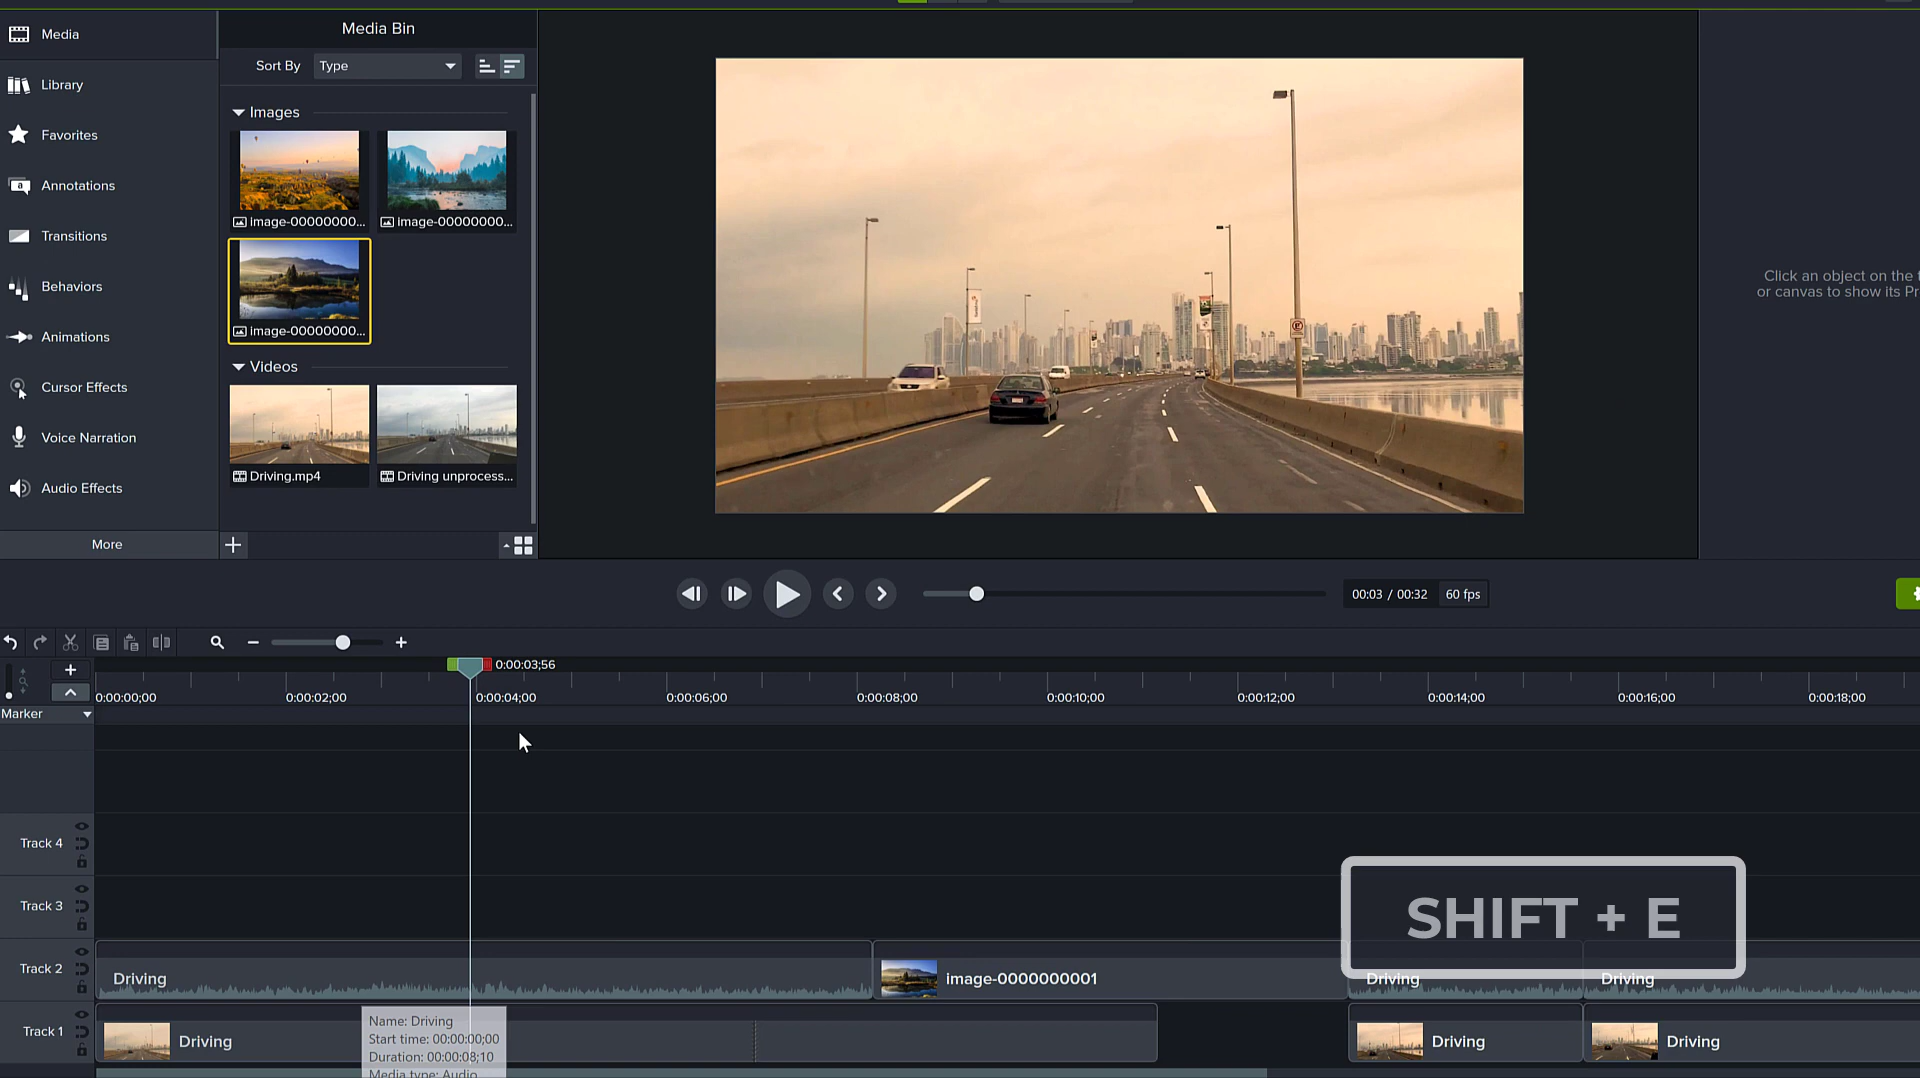 Media
Library
Favorites
Annotations
Transitions
Behaviors
Animations
Cursor Effects
Voice Narration
Audio Effects
More
Media Bin
Sort By Type
Images
image-00000000...
image-00000000...
image-00000000...
Videos
Driving.mp4
Driving unprocess...
Click an object on the
or canvas to show its Pr
00:03 / 00:32 60 fps
0:00:03;56
0:00:00;00 0:00:02;00 0:00:04;00 0:00:06;00 0:00:08;00 0:00:10;00 0:00:12;00 0:00:14;00 0:00:16;00 0:00:18;00
Marker
Track 4
Track 3
SHIFT + E
Track 2 Driving image-0000000001 Driving Driving
Track 1 Driving Driving Driving
Name: Driving
Start time: 00:00:00;00
Duration: 00:00:08;10
Media type: Audio